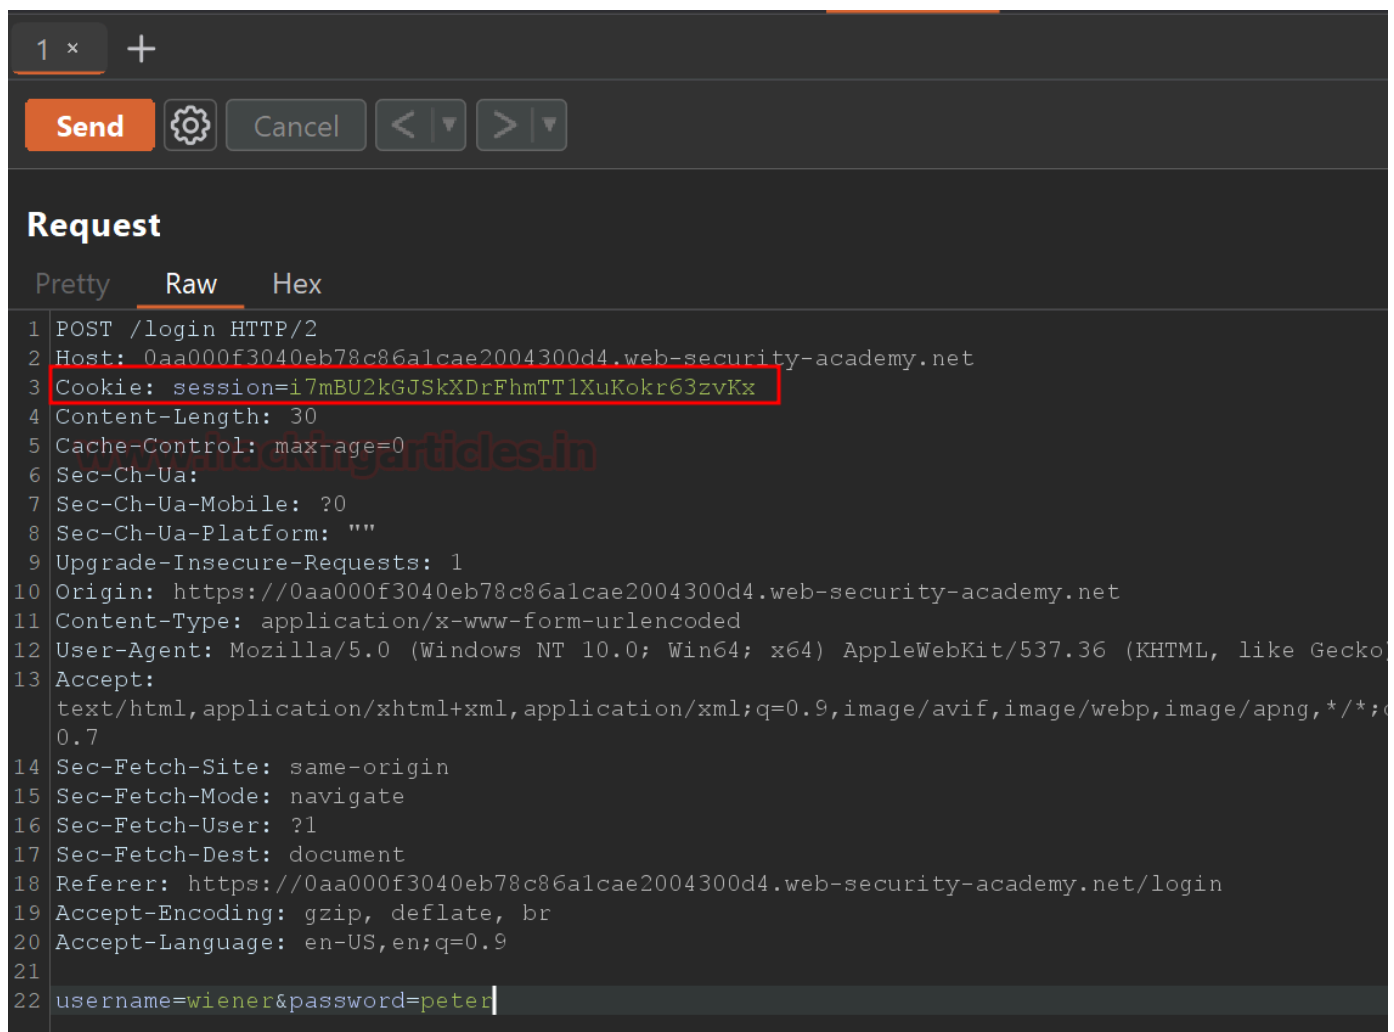 1 ×
Send Cancel < >
Request
Pretty Raw Hex
1 POST /login HTTP/2
2 Host: 0aa000f3040eb78c86a1cae2004300d4.web-security-academy.net
3 Cookie: session=i7mBU2kGJSkXDrFhmTT1XuKokr63zvKx
4 Content-Length: 30
5 Cache-Control: max-age=0
www.hackingarticles.in
6 Sec-Ch-Ua:
7 Sec-Ch-Ua-Mobile: ?0
8 Sec-Ch-Ua-Platform: ""
9 Upgrade-Insecure-Requests: 1
10 Origin: https://0aa000f3040eb78c86a1cae2004300d4.web-security-academy.net
11 Content-Type: application/x-www-form-urlencoded
12 User-Agent: Mozilla/5.0 (Windows NT 10.0; Win64; x64) AppleWebKit/537.36 (KHTML, like Gecko)
13 Accept:
text/html,application/xhtml+xml,application/xml;q=0.9,image/avif,image/webp,image/apng,*/*;q
0.7
14 Sec-Fetch-Site: same-origin
15 Sec-Fetch-Mode: navigate
16 Sec-Fetch-User: ?1
17 Sec-Fetch-Dest: document
18 Referer: https://0aa000f3040eb78c86a1cae2004300d4.web-security-academy.net/login
19 Accept-Encoding: gzip, deflate, br
20 Accept-Language: en-US,en;q=0.9
21
22 username=wiener&password=peter